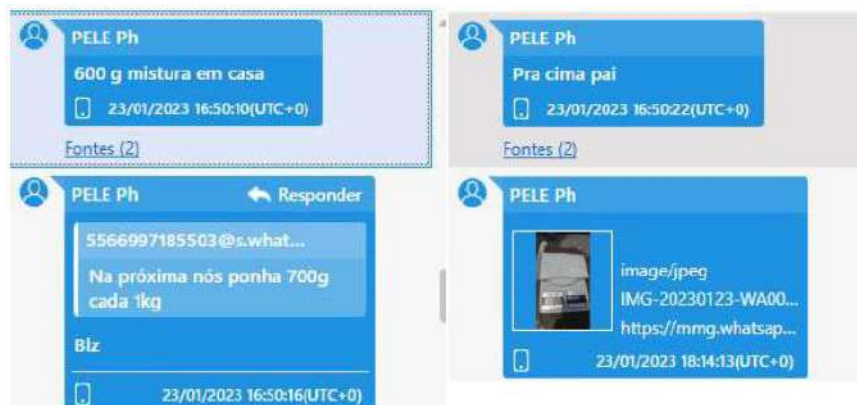 PELE Ph
600 g mistura em casa
23/01/2023 16:50:10(UTC+0)
Fontes (2)
PELE Ph
Responder
5566997185503@s.what...
Na próxima nós ponha 700g
cada 1kg
Blz
23/01/2023 16:50:16(UTC+0)
PELE Ph
Pra cima pai
23/01/2023 16:50:22(UTC+0)
Fontes (2)
PELE Ph
image/jpeg
IMG-20230123-WA00...
https://mmg.whatsap...
23/01/2023 18:14:13(UTC+0)